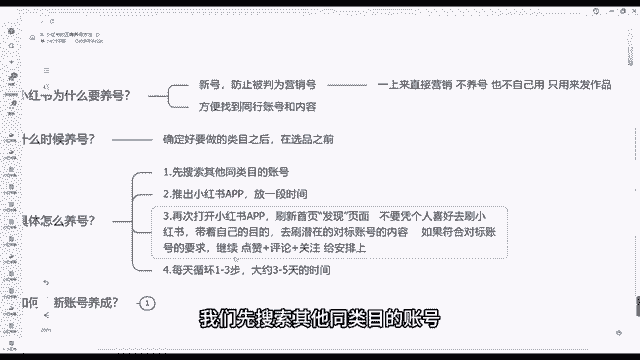 小红书为什么要养号?
新号，防止被判为营销号
一上来直接营销 不养号 也不自己用 只用来发作品
方便找到同行账号和内容
什么时候养号?
确定好要做的类目之后，在选品之前
具体怎么养号?
1.先搜索其他同类目的账号
2.推出小红书APP，放一段时间
3.再次打开小红书APP，刷新首页“发现”页面 不要凭个人喜好去刷小
红书，带着自己的目的，去刷潜在的对标账号的内容 如果符合对标账
号的要求，继续 点赞+评论+关注 给安排上
4.每天循环1-3步，大约3-5天的时间
新账号养成?
1
我们先搜索其他同类目的账号